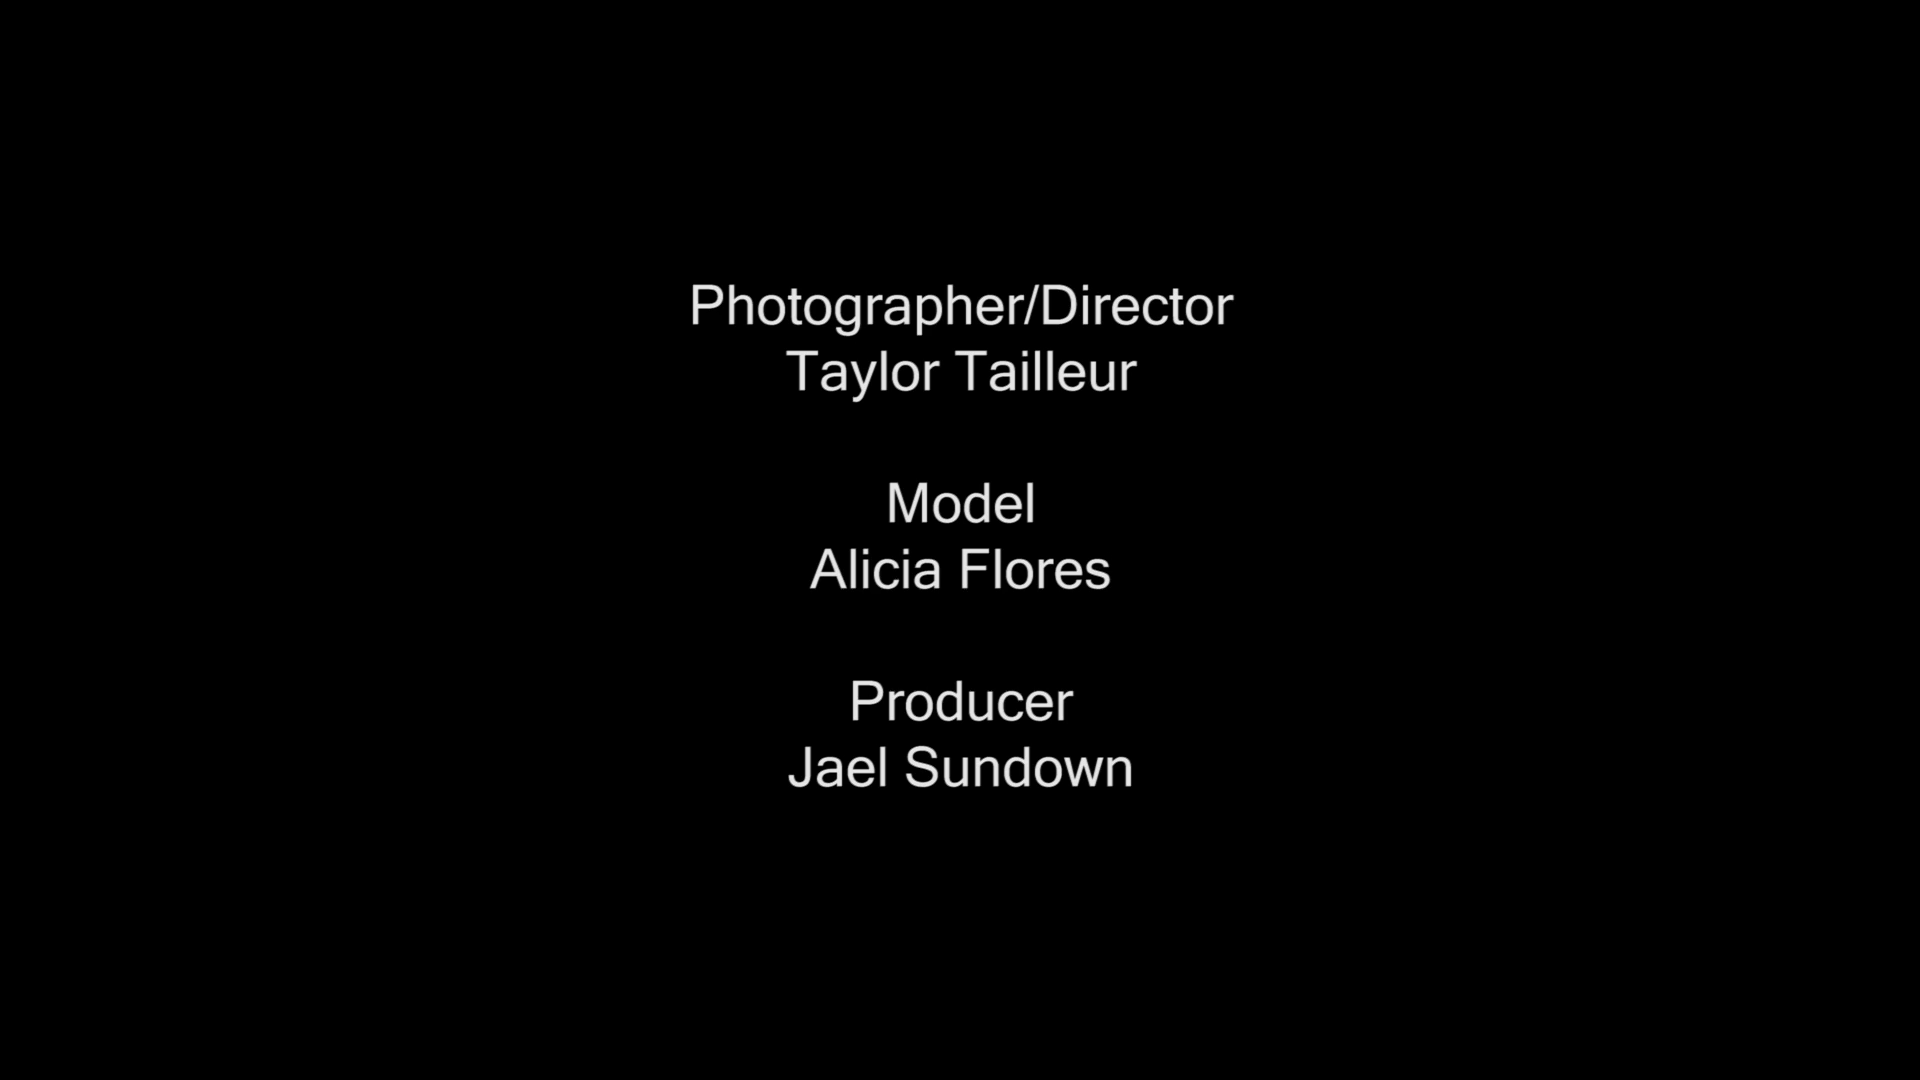 Photographer/Director
Taylor Tailleur
Model
Alicia Flores
Producer
Jael Sundown